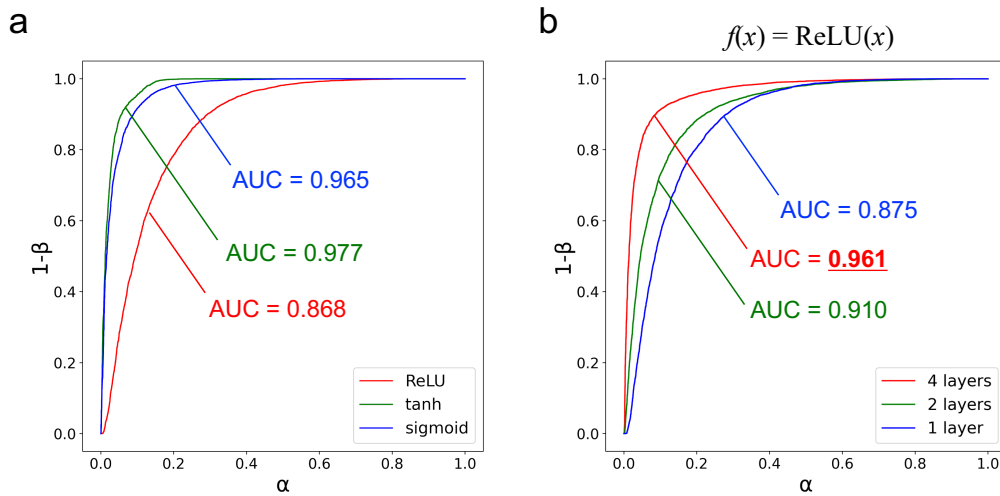 a
1.0
0.8
0.6
0.4
0.2
0.0
1-β
0.0 0.2 0.4 0.6 0.8 1.0
α
AUC = 0.965
AUC = 0.977
AUC = 0.868
ReLU
tanh
sigmoid
b
f(x) = ReLU(x)
1.0
0.8
0.6
0.4
0.2
0.0
1-β
0.0 0.2 0.4 0.6 0.8 1.0
α
AUC = 0.875
AUC = 0.961
AUC = 0.910
4 layers
2 layers
1 layer